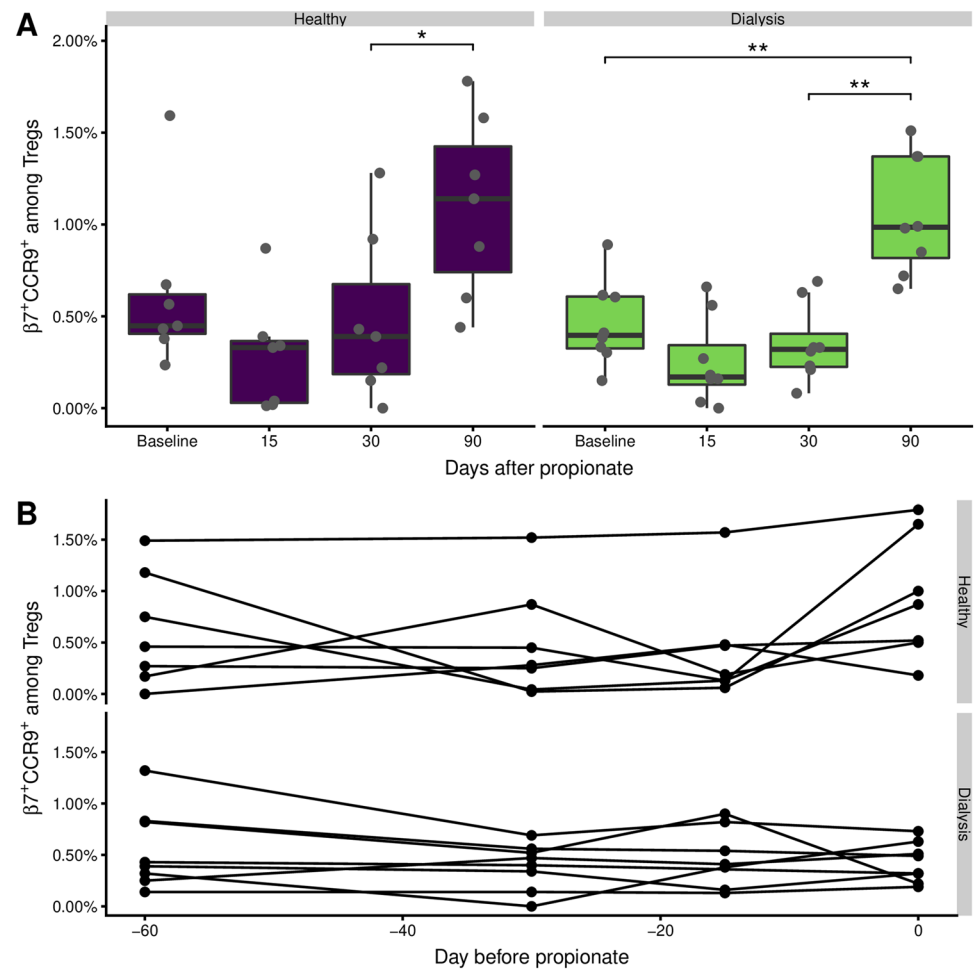 A
Healthy
Dialysis
2.00%
1.50%
1.00%
0.50%
0.00%
β7⁺CCR9⁺ among Tregs
*
**
**
Baseline 15 30 90
Baseline 15 30 90
Days after propionate
B
1.50%
1.00%
0.50%
0.00%
Healthy
β7⁺CCR9⁺ among Tregs
1.50%
1.00%
0.50%
0.00%
Dialysis
−60 −40 −20 0
Day before propionate